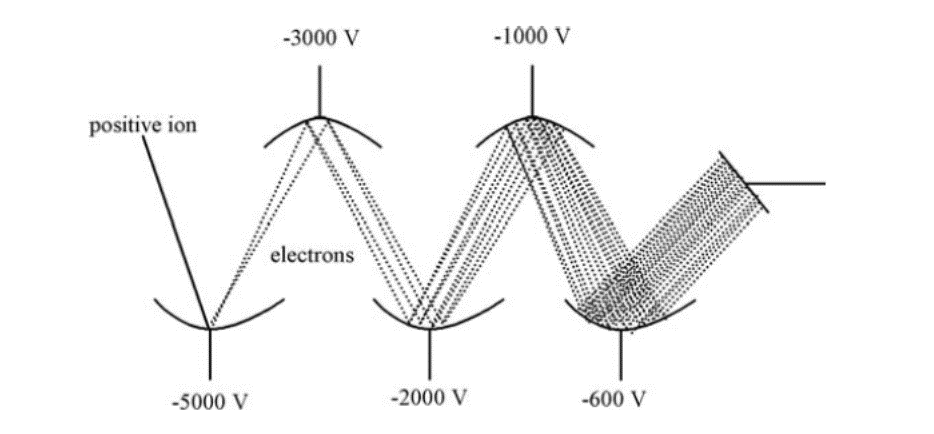 -3000 V
-1000 V
positive ion
electrons
-5000 V
-2000 V
-600 V